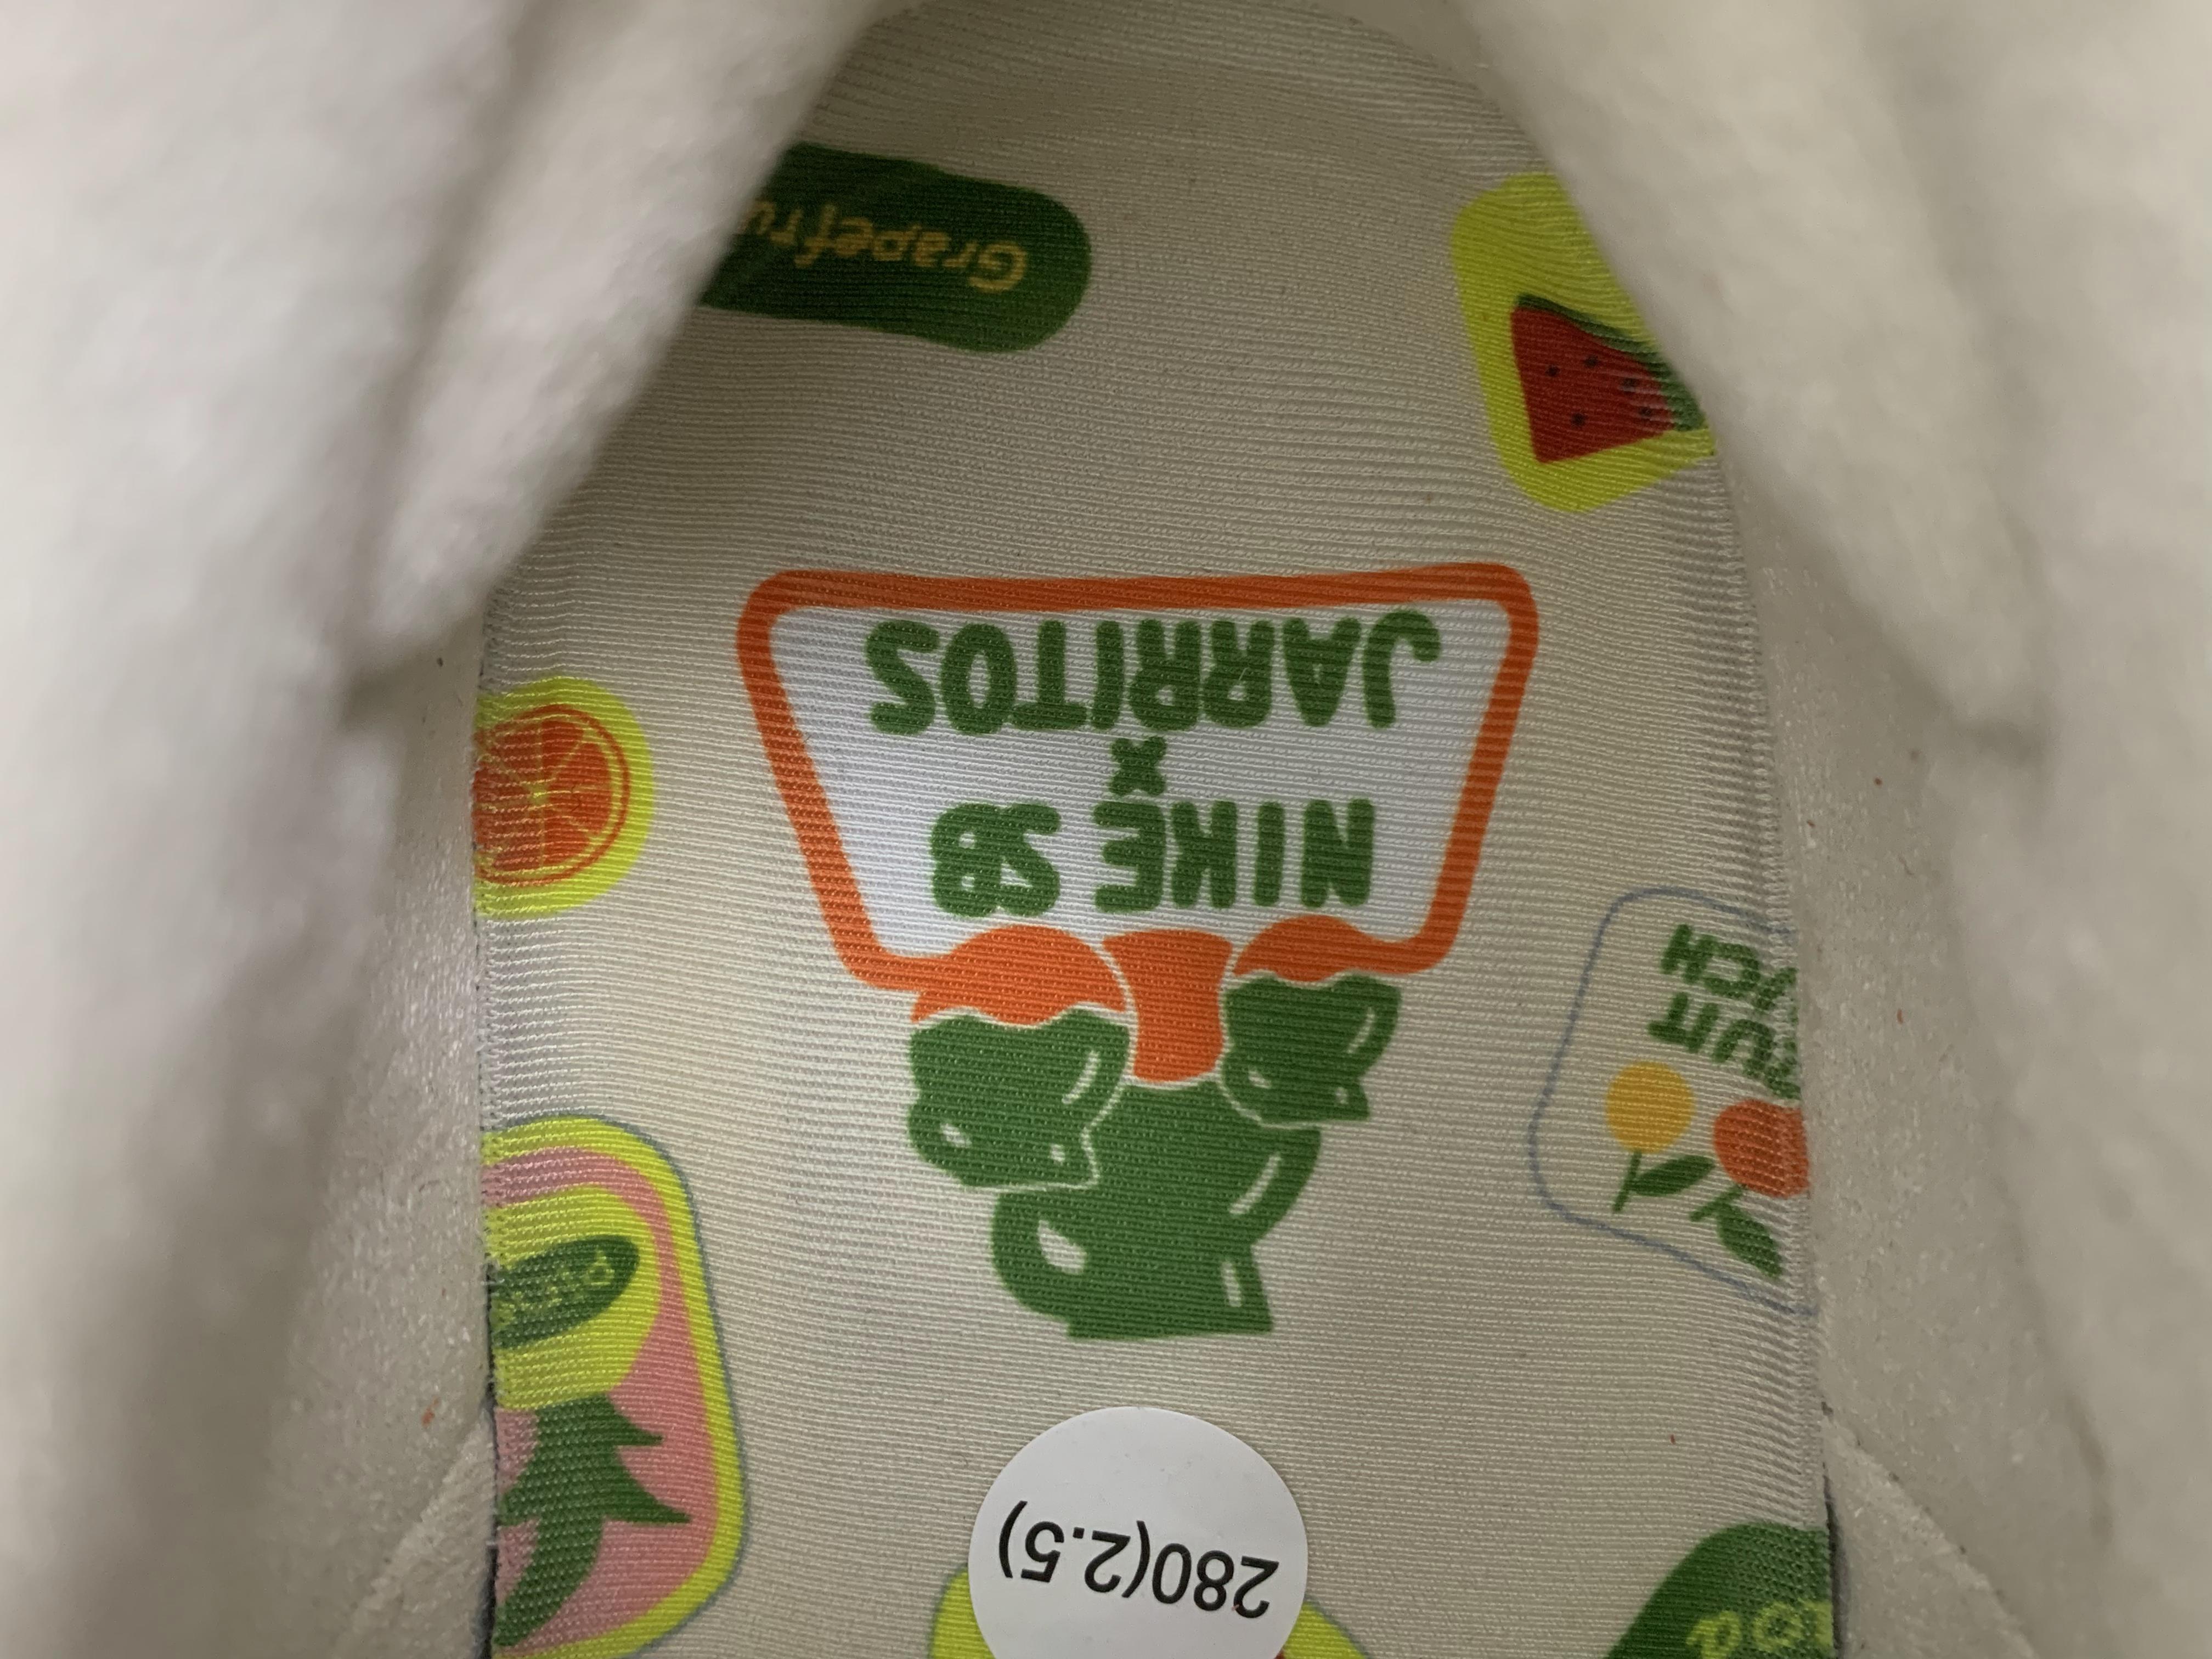 280(2.5)
NIKE SB
x
JARRITOS
Grapefru